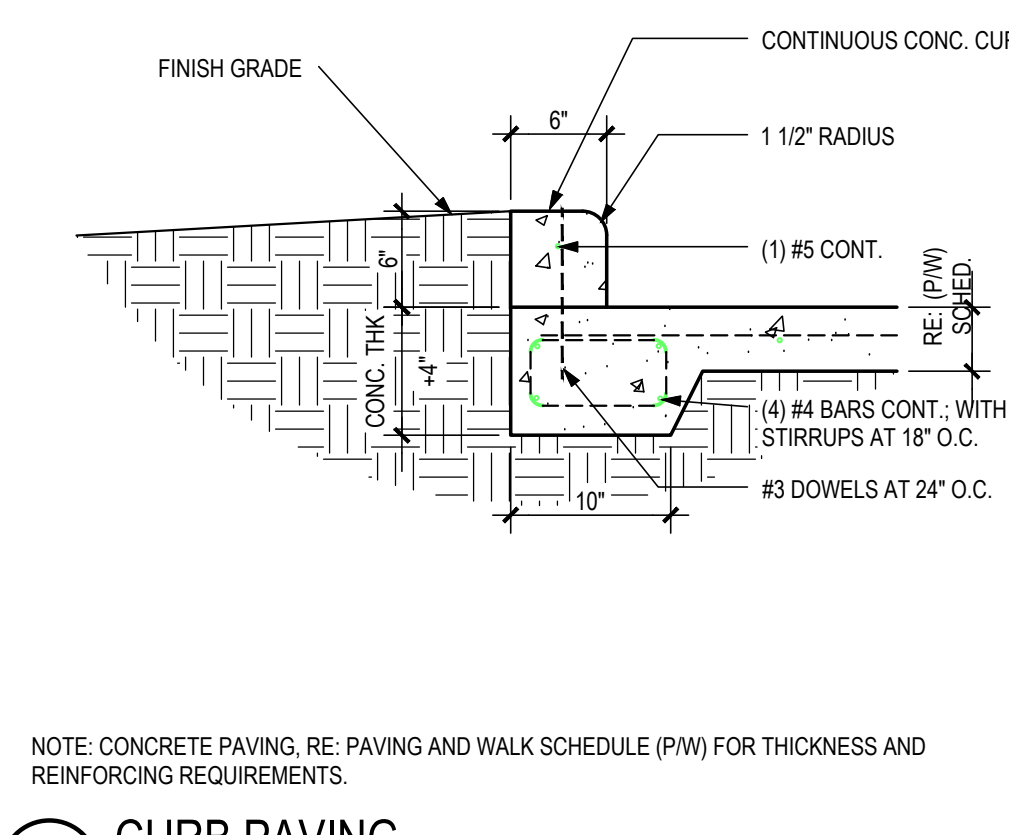 CONTINUOUS CONC.
FINISH GRADE
6"
1 1/2" RADIUS
(1) #5 CONT.
6"
RE: (P/W)
SCHED.
CONC. THK
+4"
(4) #4 BARS CONT.; WITH
STIRRUPS AT 18" O.C.
#3 DOWELS AT 24" O.C.
10"
NOTE: CONCRETE PAVING, RE: PAVING AND WALK SCHEDULE (P/W) FOR THICKNESS AND
REINFORCING REQUIREMENTS.
CURB PAVING